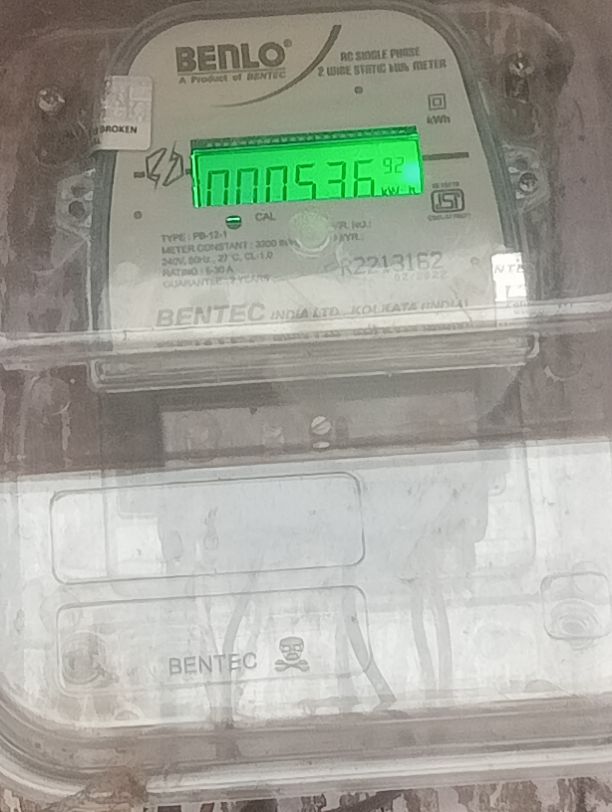 BENLO®
A Product of BENTEC
AC SINGLE PHASE
2 WIRE STATIC kWh METER
BROKEN
kWh
000536 92
kW h
CAL
TYPE : PB-12-1
METER CONSTANT : 3200
240V, 50Hz., 27°C, CL-1.0
RATING : 5-30 A
R2213162
02/2022
BENTEC INDIA LTD., KOLKATA (INDIA)
BENTEC